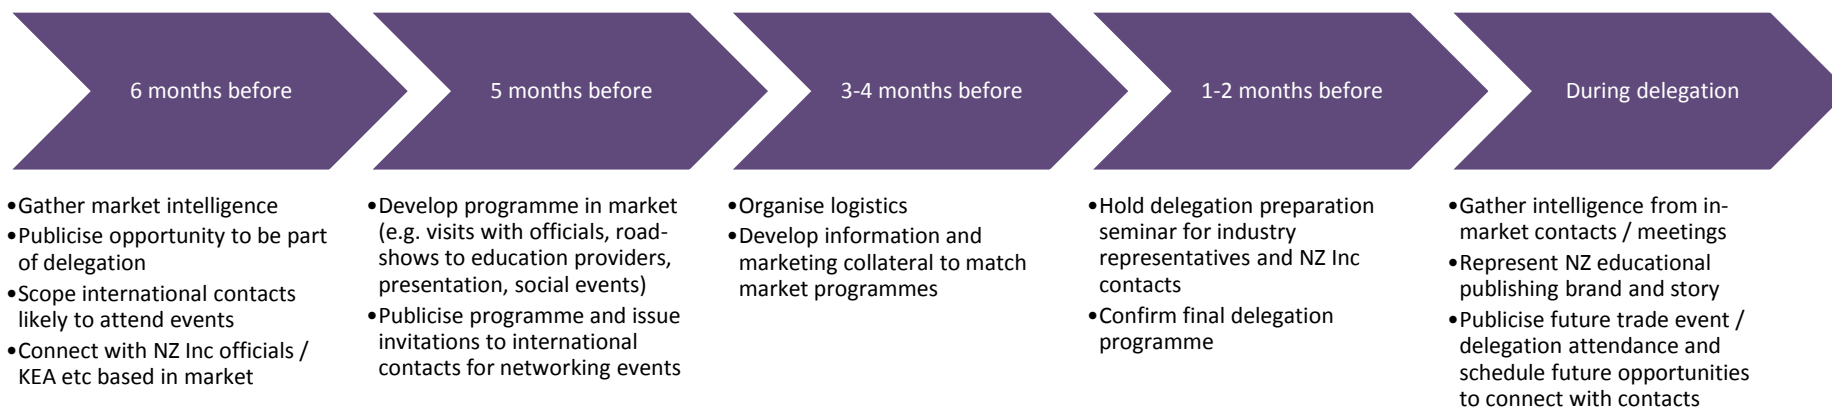 6 months before
5 months before
3-4 months before
1-2 months before
During delegation
•Gather market intelligence
•Publicise opportunity to be part
of delegation
•Scope international contacts
likely to attend events
•Connect with NZ Inc officials /
KEA etc based in market
•Develop programme in market
(e.g. visits with officials, road-
shows to education providers,
presentation, social events)
•Publicise programme and issue
invitations to international
contacts for networking events
•Organise logistics
•Develop information and
marketing collateral to match
market programmes
•Hold delegation preparation
seminar for industry
representatives and NZ Inc
contacts
•Confirm final delegation
programme
•Gather intelligence from in-
market contacts / meetings
•Represent NZ educational
publishing brand and story
•Publicise future trade event /
delegation attendance and
schedule future opportunities
to connect with contacts